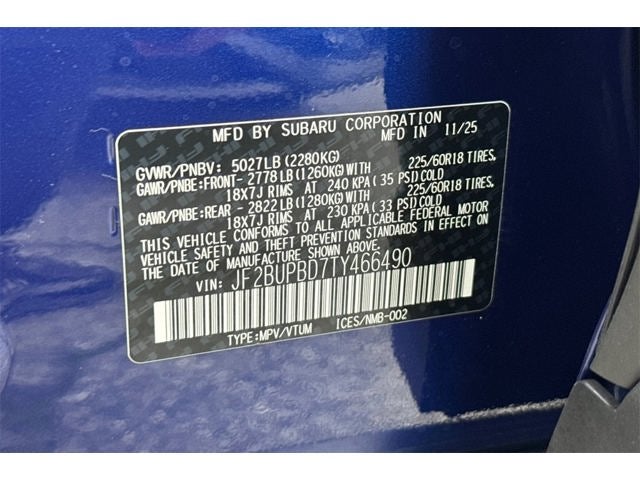 MFD BY SUBARU CORPORATION MFD IN 11/25
GVWR/PNBV: 5027LB(2280KG)
GAWR/PNBE:FRONT- 2778LB(1260KG)WITH 225/60R18 TIRES,
18X7J RIMS AT 240 KPA(35 PSI)COLD
GAWR/PNBE:REAR - 2822LB(1280KG)WITH 225/60R18 TIRES,
18X7J RIMS AT 230 KPA(33 PSI)COLD
THIS VEHICLE CONFORMS TO ALL APPLICABLE FEDERAL MOTOR
VEHICLE SAFETY AND THEFT PREVENTION STANDARDS IN
EFFECT ON THE DATE OF MANUFACTURE SHOWN ABOVE.
VIN: JF2BUPBD7TY466490
TYPE:MPV/VTUM ICES/NMB-002